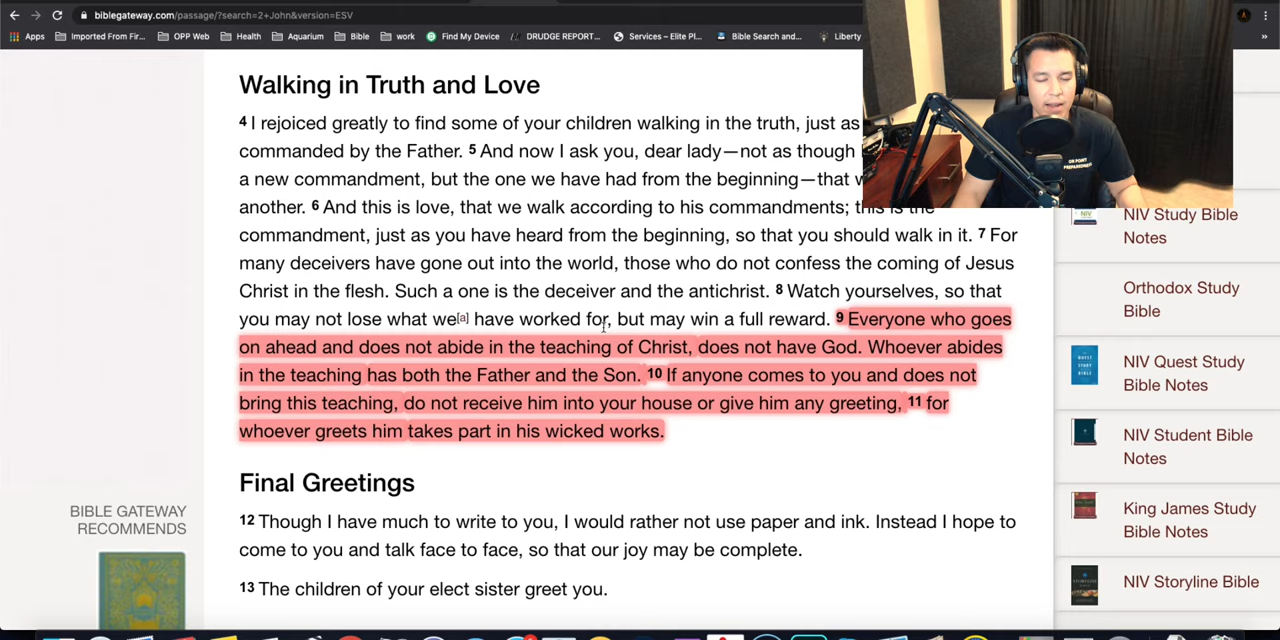 biblegateway.com/passage/?search=2+John&version=ESV
Apps Imported From Fir... OPP Web Health Aquarium Bible work Find My Device DRUDGE REPORT... Services – Elite Pl... Bible Search and... Liberty »
Walking in Truth and Love
4 I rejoiced greatly to find some of your children walking in the truth, just as
commanded by the Father. 5 And now I ask you, dear lady—not as though
a new commandment, but the one we have had from the beginning—that
another. 6 And this is love, that we walk according to his commandments; this is the
commandment, just as you have heard from the beginning, so that you should walk in it. 7 For
many deceivers have gone out into the world, those who do not confess the coming of Jesus
Christ in the flesh. Such a one is the deceiver and the antichrist. 8 Watch yourselves, so that
you may not lose what we[a] have worked for, but may win a full reward. 9 Everyone who goes
on ahead and does not abide in the teaching of Christ, does not have God. Whoever abides
in the teaching has both the Father and the Son. 10 If anyone comes to you and does not
bring this teaching, do not receive him into your house or give him any greeting, 11 for
whoever greets him takes part in his wicked works.
Final Greetings
12 Though I have much to write to you, I would rather not use paper and ink. Instead I hope to
come to you and talk face to face, so that our joy may be complete.
13 The children of your elect sister greet you.
BIBLE GATEWAY
RECOMMENDS
ON POINT
PREPAREDNESS
NIV Study Bible
Notes
Orthodox Study
Bible
NIV Quest Study
Bible Notes
NIV Student Bible
Notes
King James Study
Bible Notes
NIV Storyline Bible